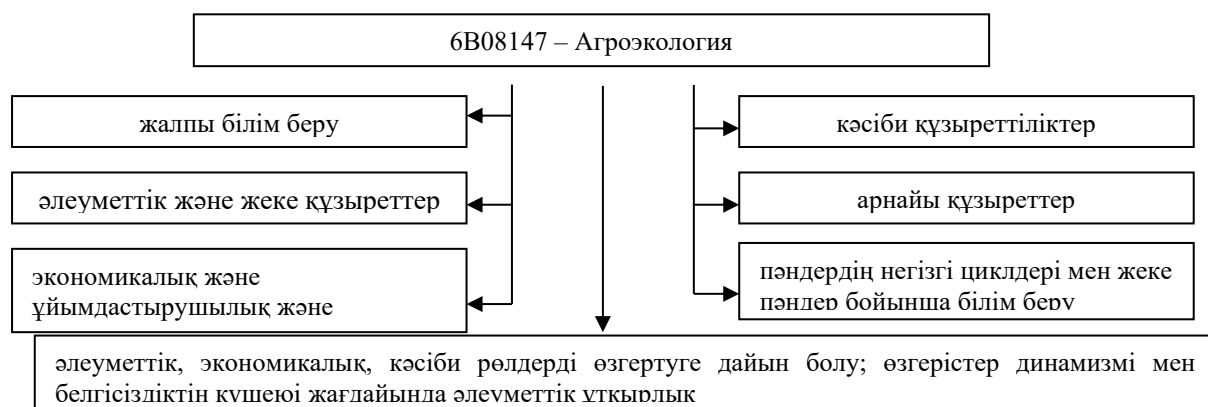 6В08147 – Агроэкология
жалпы білім беру
кәсіби құзыреттіліктер
әлеуметтік және жеке құзыреттер
арнайы құзыреттер
экономикалық және
ұйымдастырушылық және
пәндердің негізгі циклдері мен жеке
пәндер бойынша білім беру
әлеуметтік, экономикалық, кәсіби рөлдерді өзгертуге дайын болу; өзгерістер динамизмі мен
белгісіздіктің күшеюі жағдайында әлеуметтік ұтқырлық